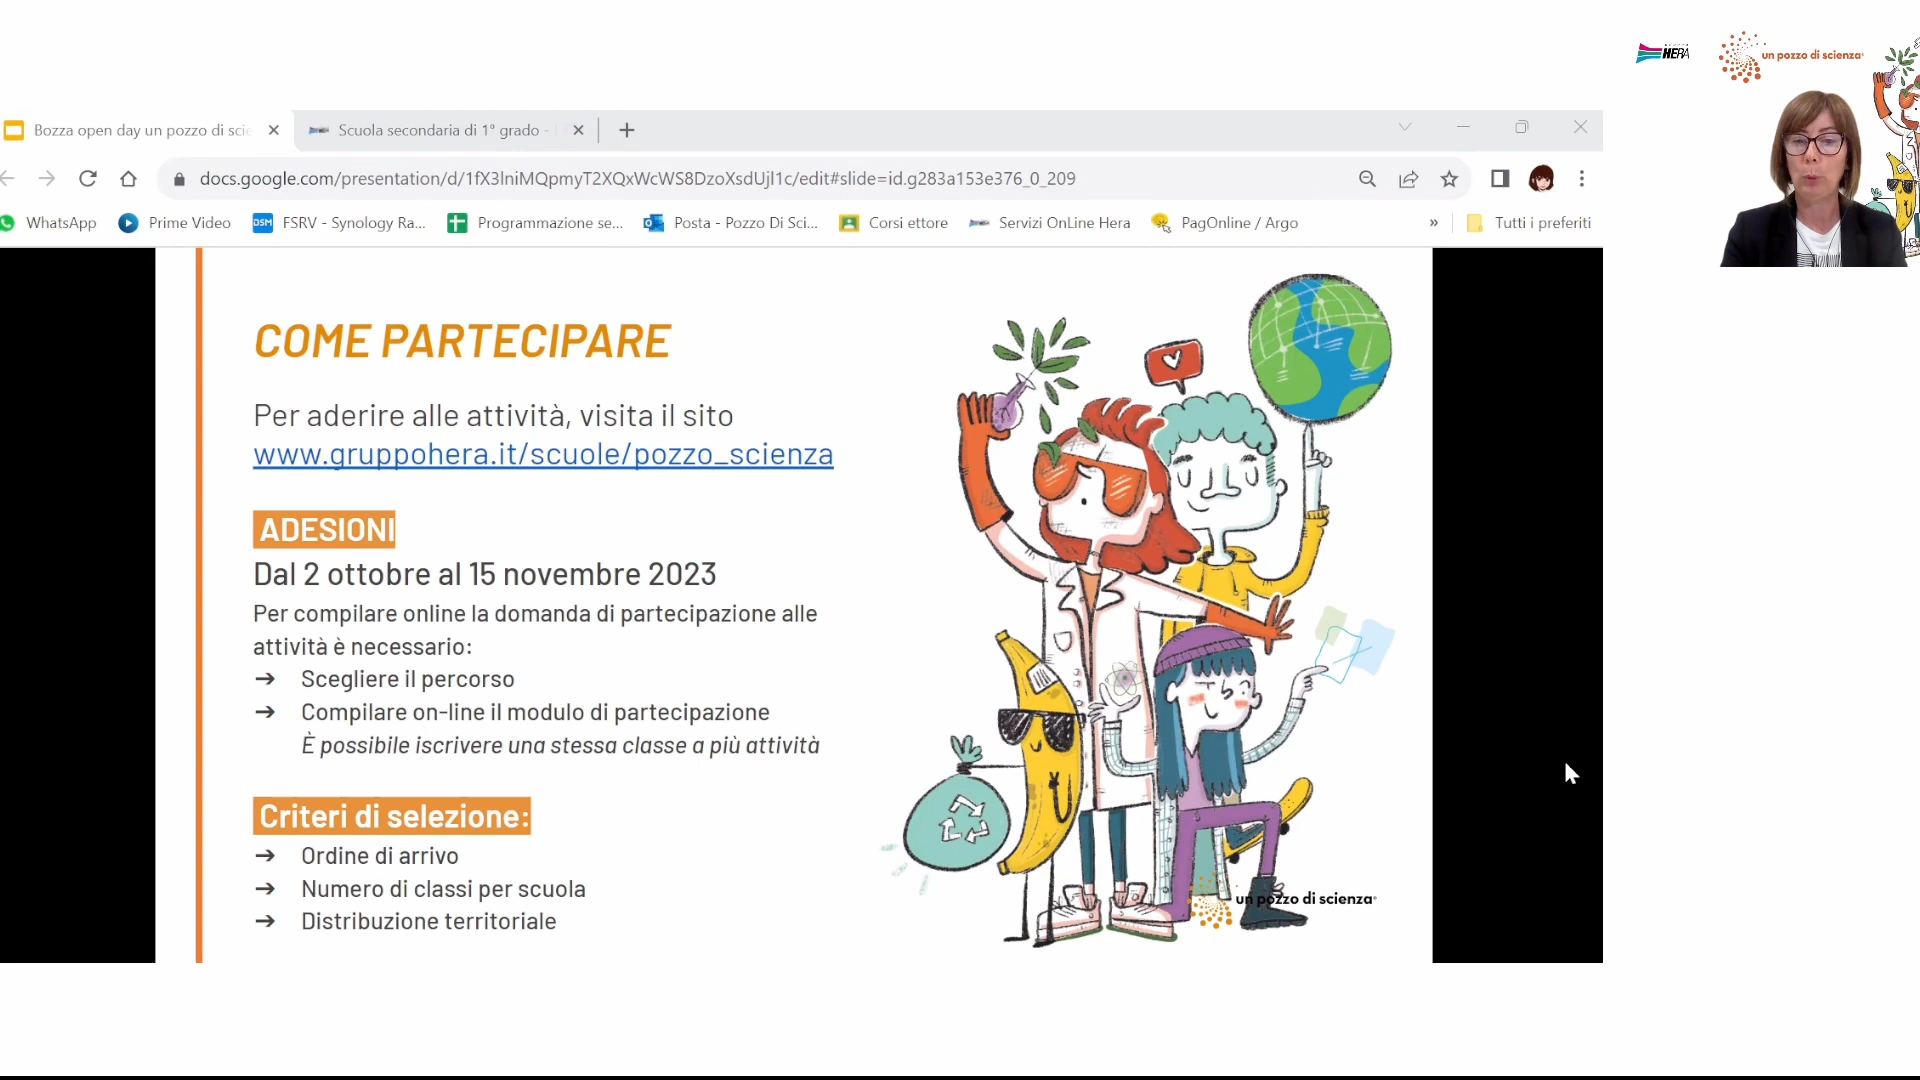 HERA
un pozzo di scienza
Bozza open day un pozzo di scie
Scuola secondaria di 1° grado -
docs.google.com/presentation/d/1fX3lniMQpmyT2XQxWcWS8DzoXsdUjl1c/edit#slide=id.g283a153e376_0_209
WhatsApp
Prime Video
DSM
FSRV - Synology Ra...
Programmazione se...
Posta - Pozzo Di Sci...
Corsi ettore
Servizi OnLine Hera
PagOnline / Argo
»
Tutti i preferiti
COME PARTECIPARE
Per aderire alle attività, visita il sito
www.gruppohera.it/scuole/pozzo_scienza
ADESIONI
Dal 2 ottobre al 15 novembre 2023
Per compilare online la domanda di partecipazione alle
attività è necessario:
➔ Scegliere il percorso
➔ Compilare on-line il modulo di partecipazione
È possibile iscrivere una stessa classe a più attività
Criteri di selezione:
➔ Ordine di arrivo
➔ Numero di classi per scuola
➔ Distribuzione territoriale
un pozzo di scienza